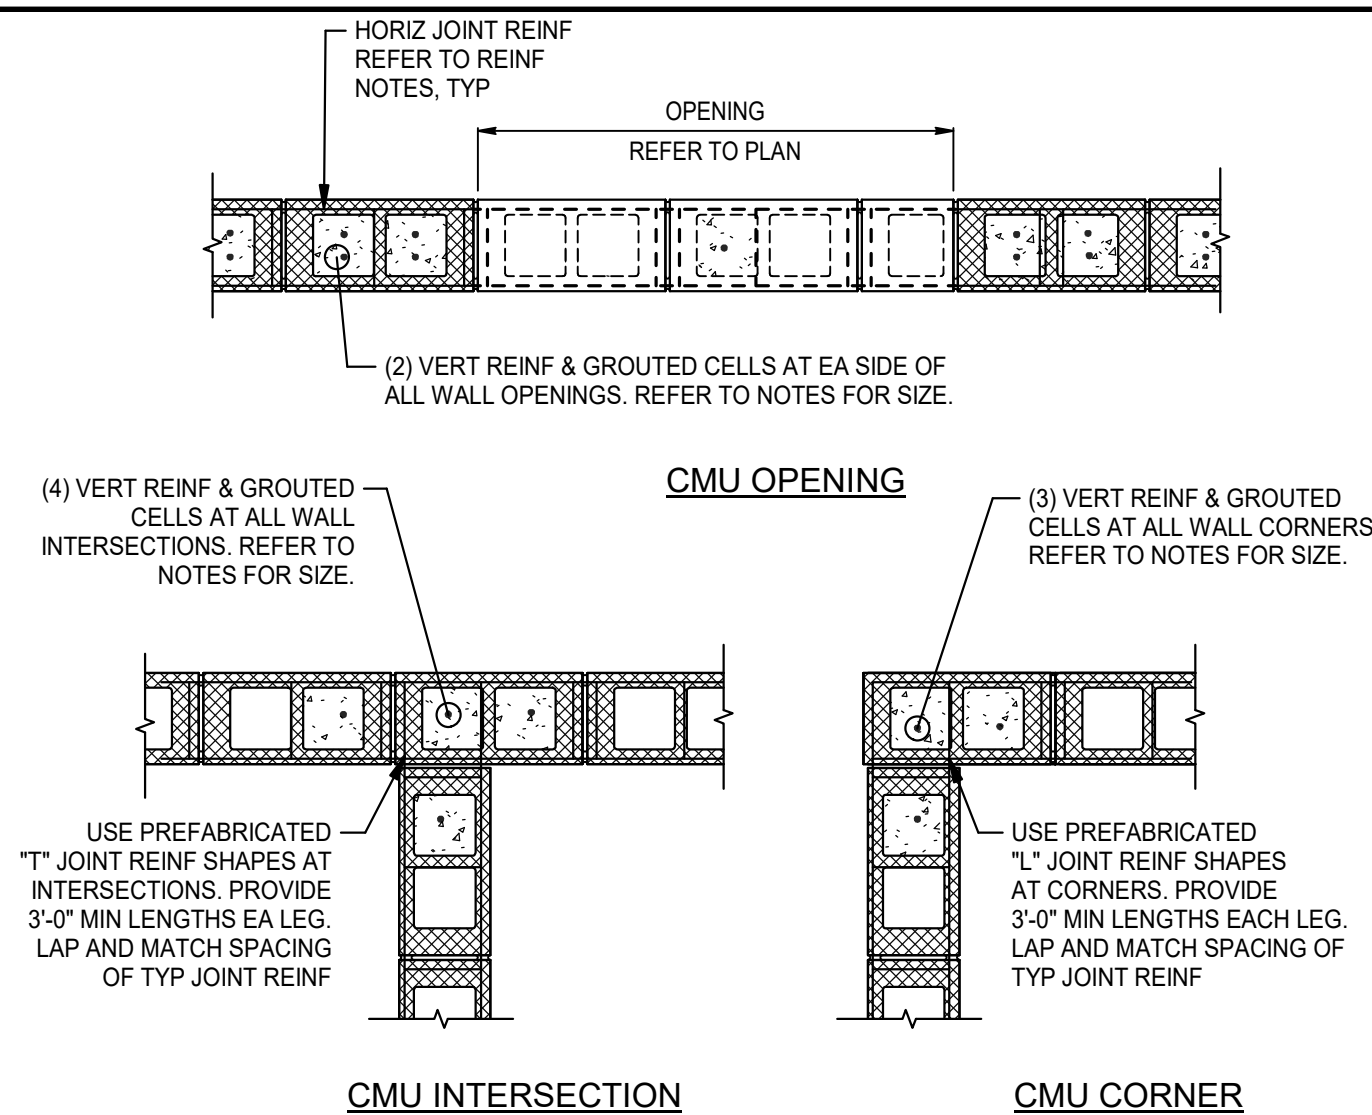 HORIZ JOINT REINF
REFER TO REINF
NOTES, TYP
OPENING
REFER TO PLAN
(2) VERT REINF & GROUTED CELLS AT EA SIDE OF
ALL WALL OPENINGS. REFER TO NOTES FOR SIZE.
CMU OPENING
(4) VERT REINF & GROUTED
CELLS AT ALL WALL
INTERSECTIONS. REFER TO
NOTES FOR SIZE.
(3) VERT REINF & GROUTED
CELLS AT ALL WALL CORNERS
REFER TO NOTES FOR SIZE.
USE PREFABRICATED
"T" JOINT REINF SHAPES AT
INTERSECTIONS. PROVIDE
3'-0" MIN LENGTHS EA LEG.
LAP AND MATCH SPACING
OF TYP JOINT REINF
USE PREFABRICATED
"L" JOINT REINF SHAPES
AT CORNERS. PROVIDE
3'-0" MIN LENGTHS EACH LEG.
LAP AND MATCH SPACING OF
TYP JOINT REINF
CMU INTERSECTION
CMU CORNER